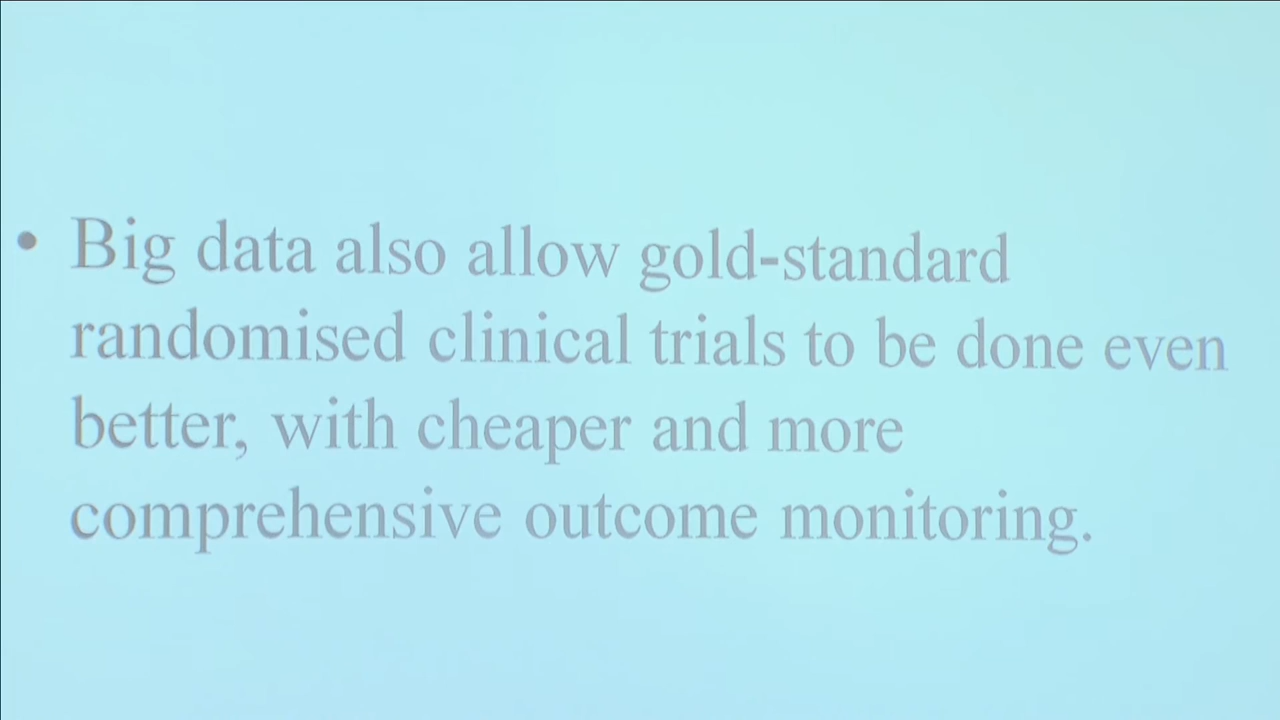 • Big data also allow gold-standard
randomised clinical trials to be done even
better, with cheaper and more
comprehensive outcome monitoring.